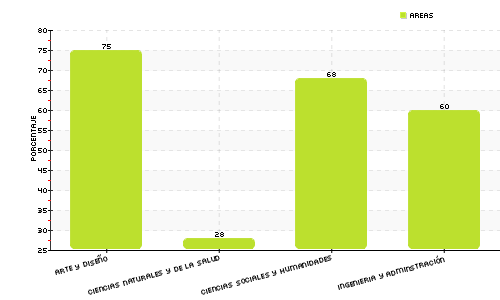 AREAS
80
75
70
65
60
55
50
45
40
35
30
25
PORCENTAJE
75
28
68
60
ARTE Y DISEÑO
CIENCIAS NATURALES Y DE LA SALUD
CIENCIAS SOCIALES Y HUMANIDADES
INGENIERIA Y ADMINSTRACIÓN